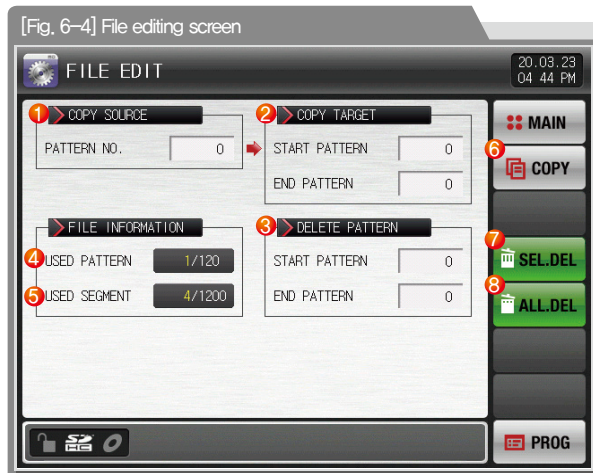 [Fig. 6-4] File editing screen
FILE EDIT
20.03.23
04 44 PM
1 COPY SOURCE
PATTERN NO. 0
2 COPY TARGET
START PATTERN 0
END PATTERN 0
FILE INFORMATION
4 USED PATTERN 1/120
5 USED SEGMENT 4/1200
3 DELETE PATTERN
START PATTERN 0
END PATTERN 0
MAIN
6 COPY
7 SEL.DEL
8 ALL.DEL
PROG